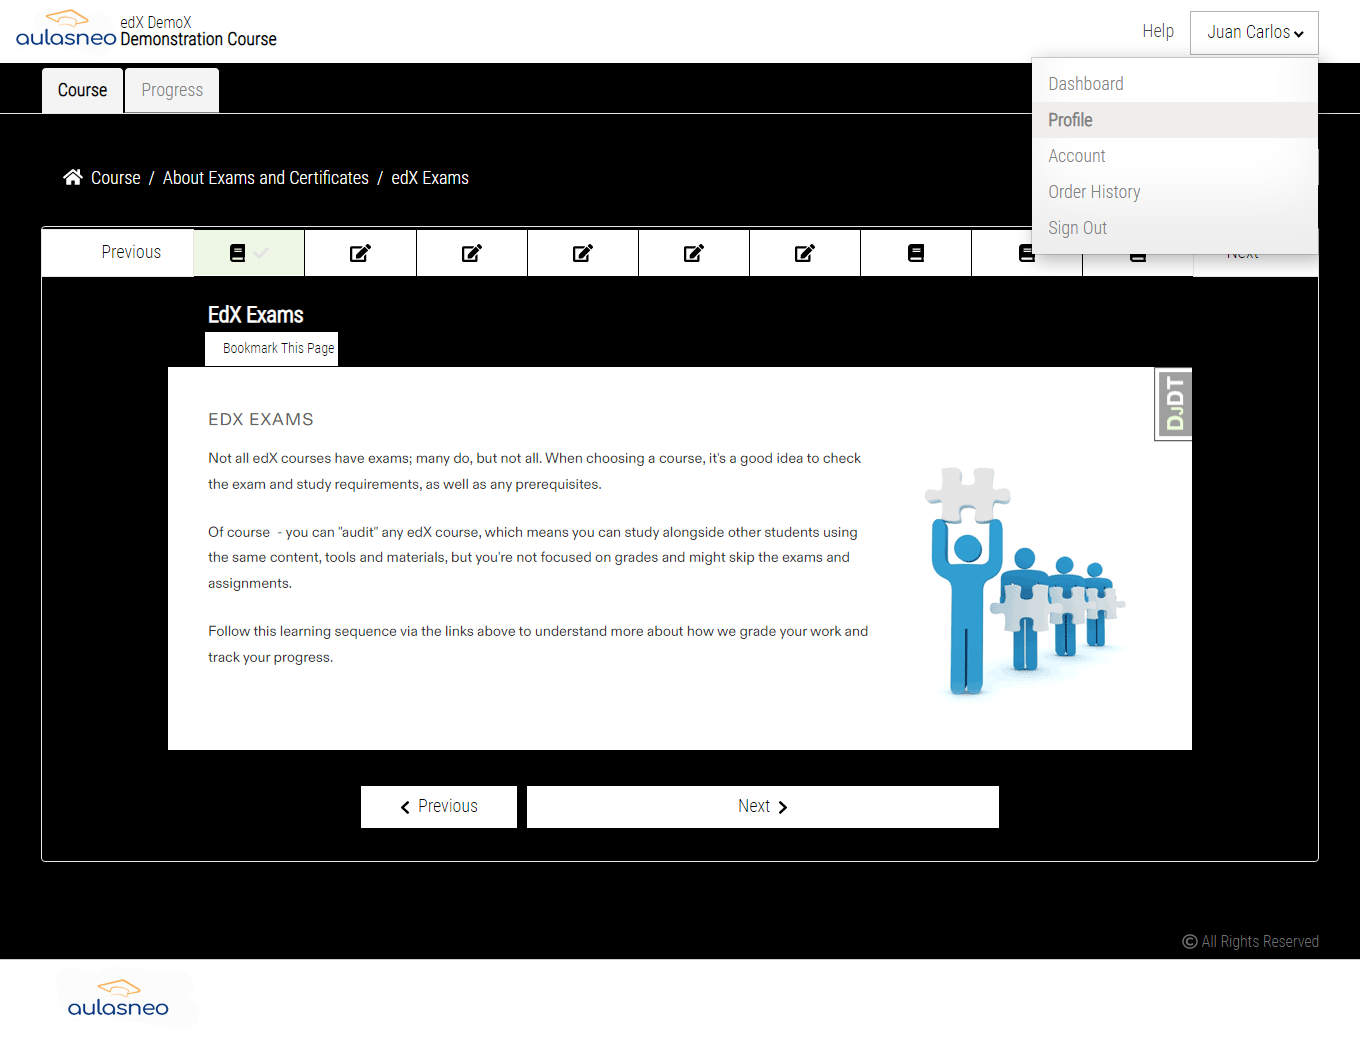 aulasneo
edX DemoX
Demonstration Course
Help
Juan Carlos
Dashboard
Profile
Account
Order History
Sign Out
Course
Progress
Course / About Exams and Certificates / edX Exams
Previous
Next
EdX Exams
Bookmark This Page
DjDT
EDX EXAMS
Not all edX courses have exams; many do, but not all. When choosing a course, it's a good idea to check
the exam and study requirements, as well as any prerequisites.
Of course  - you can "audit" any edX course, which means you can study alongside other students using
the same content, tools and materials, but you're not focused on grades and might skip the exams and
assignments.
Follow this learning sequence via the links above to understand more about how we grade your work and
track your progress.
Previous
Next
© All Rights Reserved
aulasneo